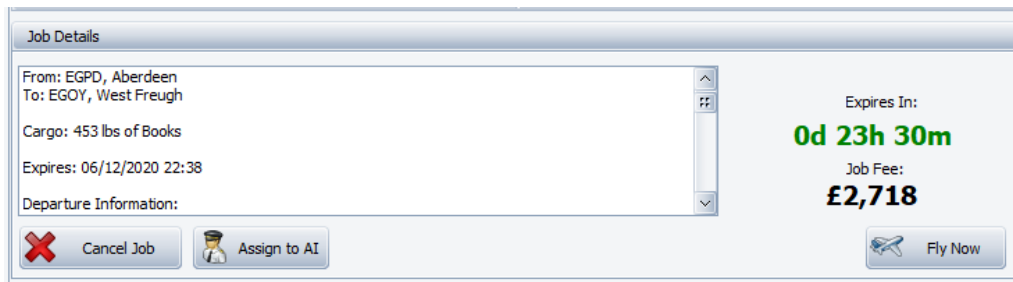 Job Details
From: EGPD, Aberdeen
To: EGOY, West Freugh
Cargo: 453 lbs of Books
Expires: 06/12/2020 22:38
Departure Information:
Expires In:
0d 23h 30m
Job Fee:
£2,718
Cancel Job
Assign to AI
Fly Now